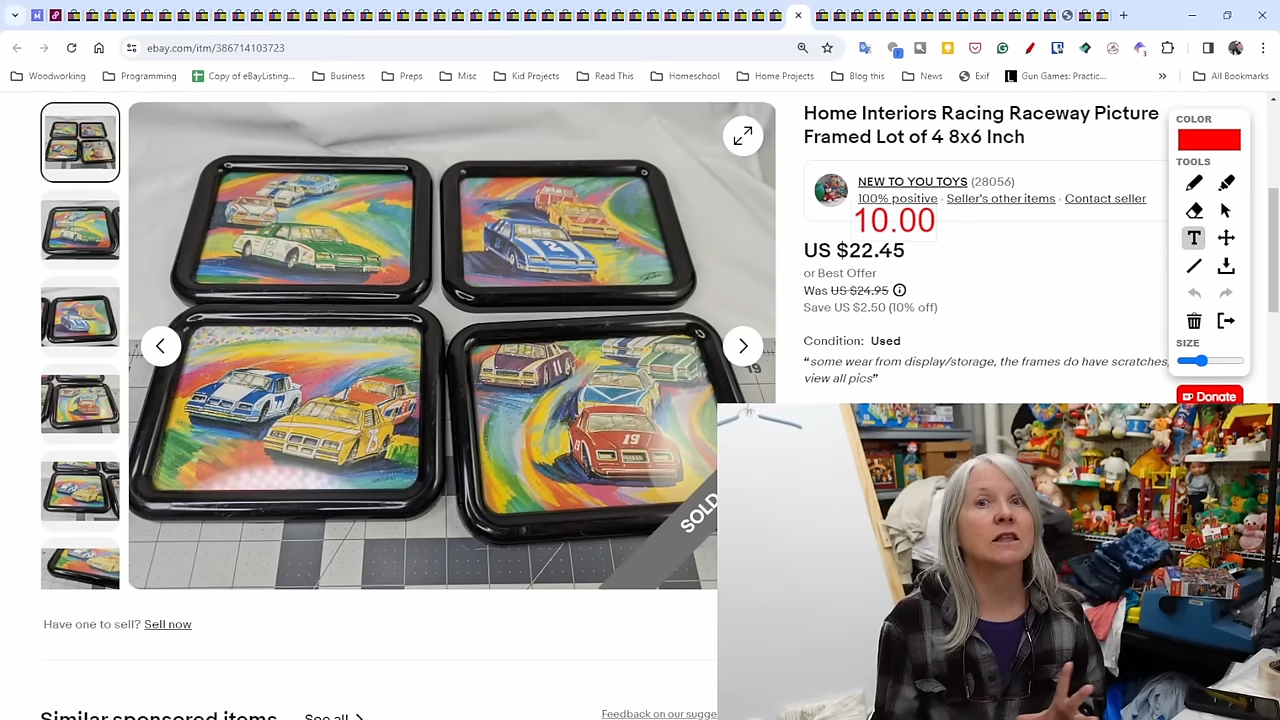 ebay.com/itm/386714103723
Woodworking
Programming
Copy of eBayListing...
Business
Preps
Misc
Kid Projects
Read This
Homeschool
Home Projects
Blog this
News
Exif
Gun Games: Practic...
»
All Bookmarks
Home Interiors Racing Raceway Picture
Framed Lot of 4 8x6 Inch
NEW TO YOU TOYS (28056)
100% positive · Seller's other items · Contact seller
10.00
US $22.45
or Best Offer
Was US $24.95
Save US $2.50 (10% off)
Condition: Used
“some wear from display/storage, the frames do have scratches,
view all pics”
COLOR
TOOLS
T
SIZE
Donate
2
11
19
19
SOLD
Have one to sell? Sell now
Similar sponsored items
See all
Feedback on our sugge